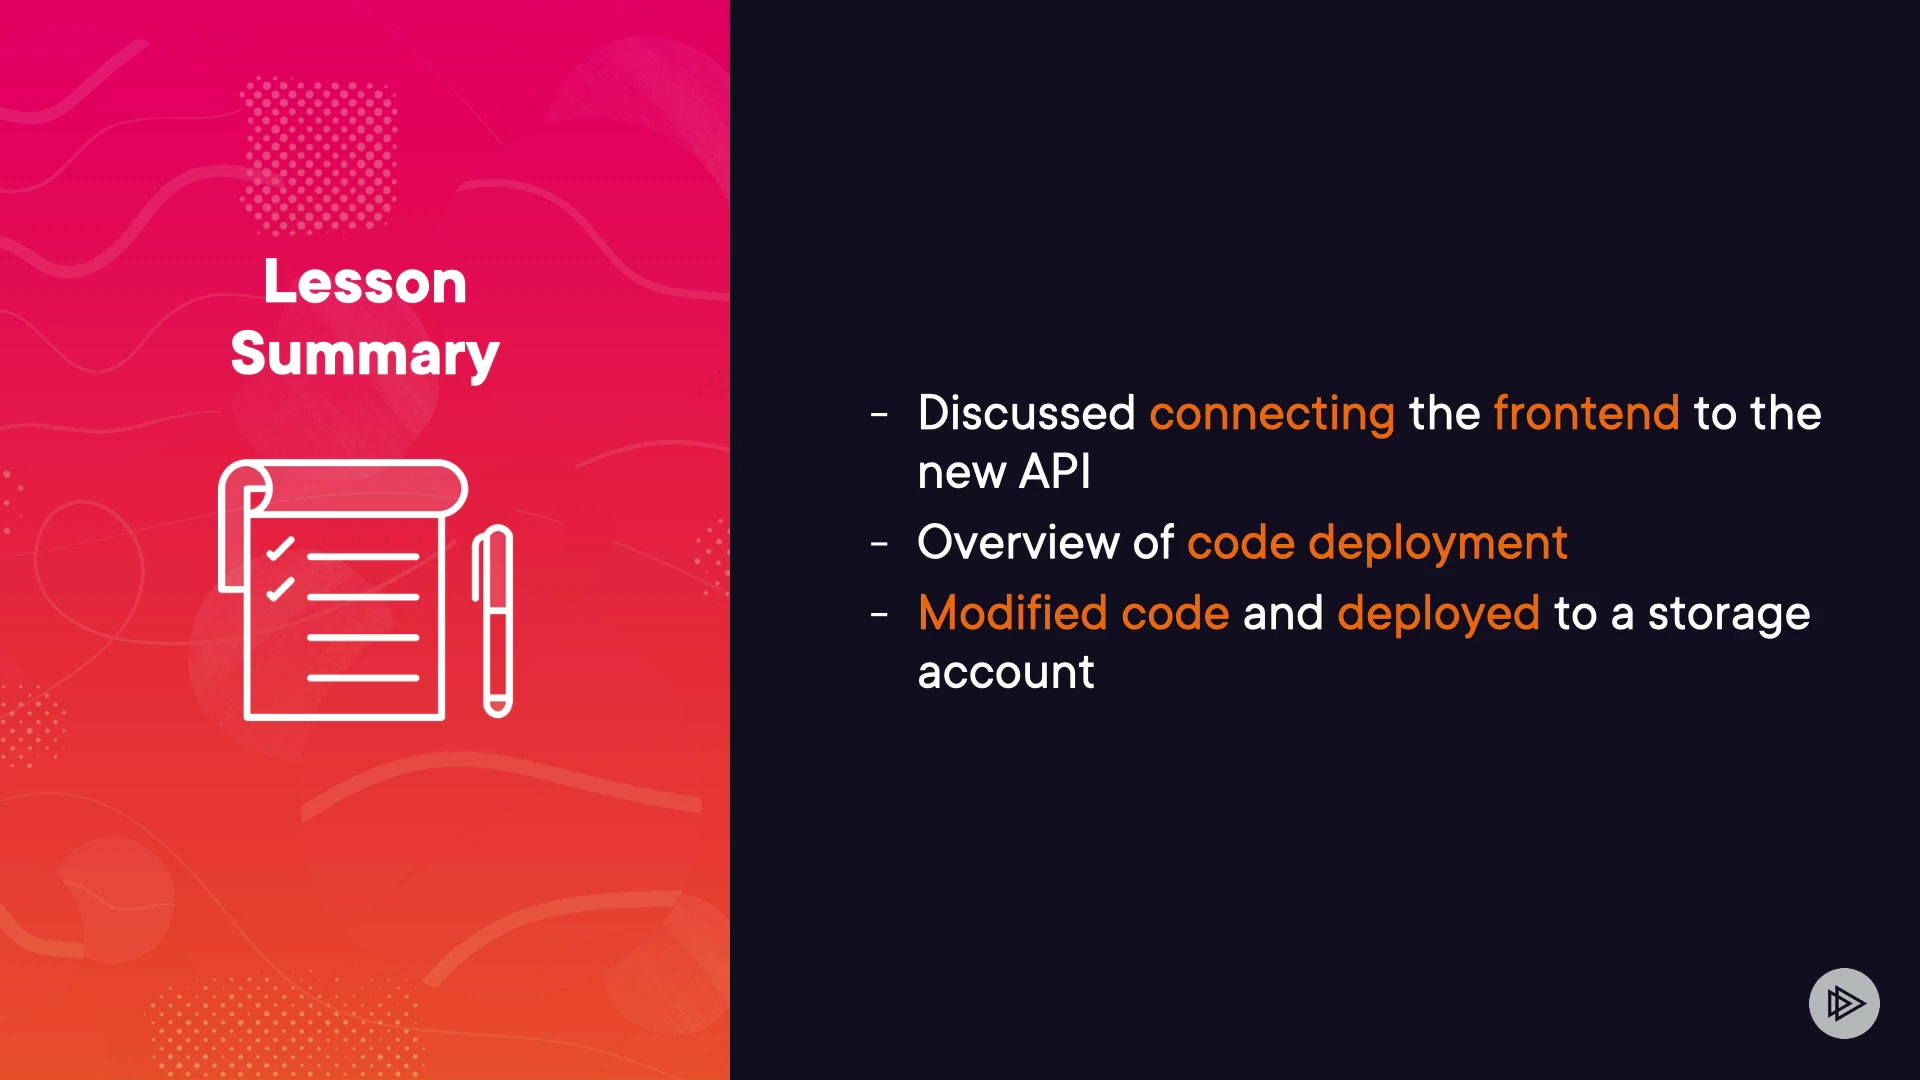 Lesson
Summary
- Discussed connecting the frontend to the
new API
- Overview of code deployment
- Modified code and deployed to a storage
account